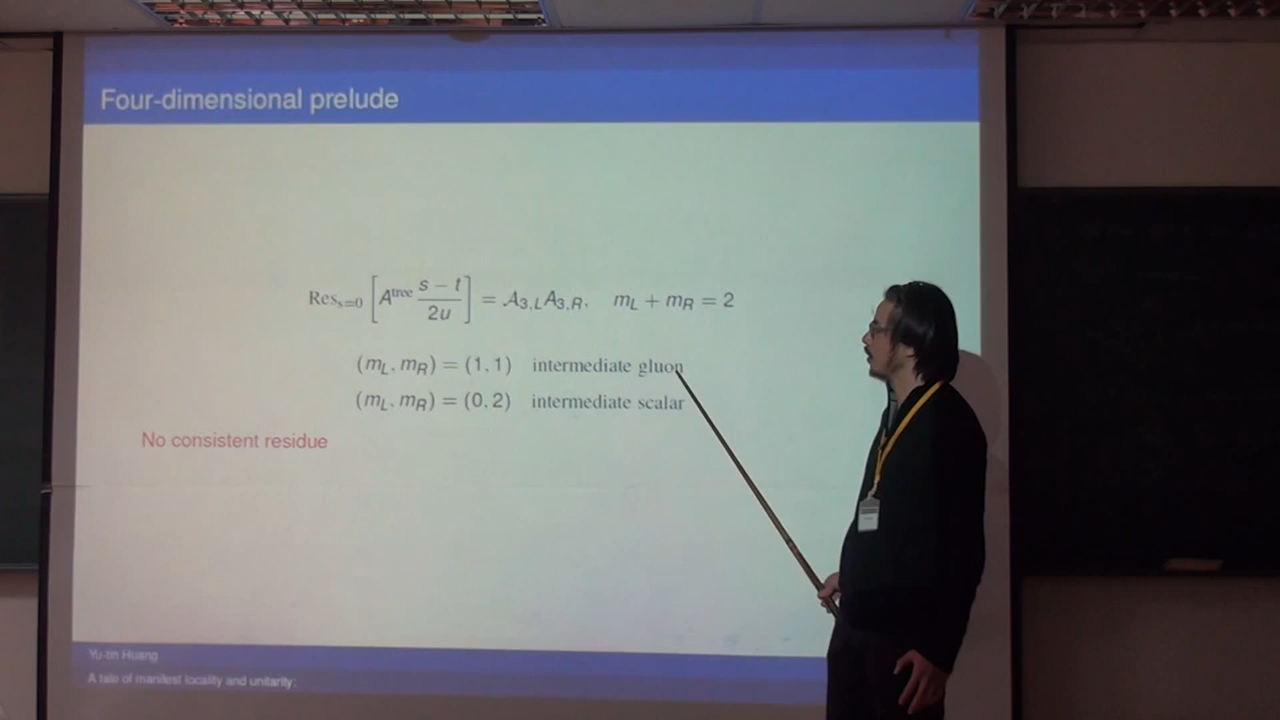 Four-dimensional prelude
Res_{s=0} [A^{tree} \frac{s − t}{2u}] = A_{3,L}A_{3,R},  m_L + m_R = 2
(m_L, m_R) = (1, 1) intermediate gluon
(m_L, m_R) = (0, 2) intermediate scalar
No consistent residue
Yu-tin Huang
A tale of manifest locality and unitarity: